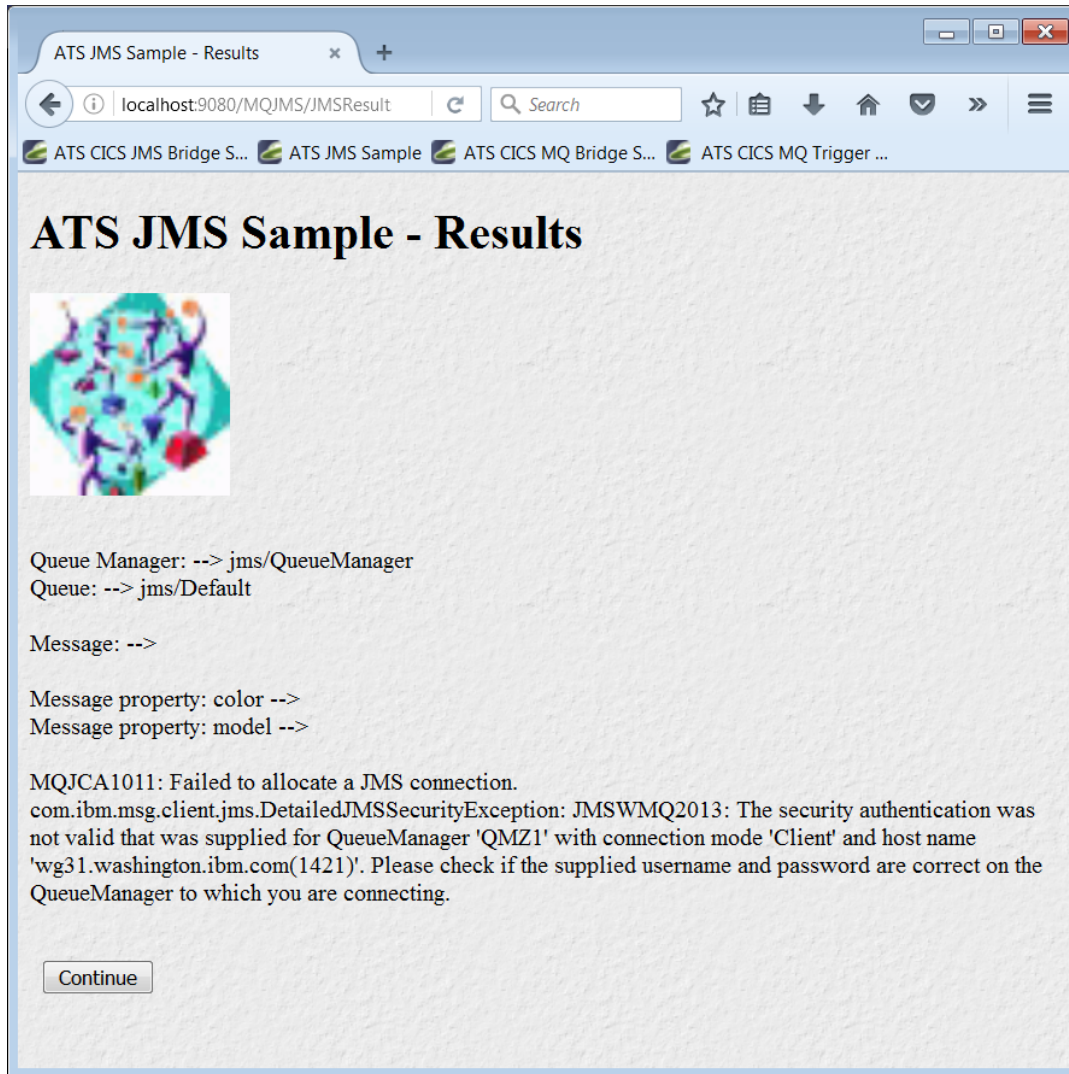 ATS JMS Sample - Results
localhost:9080/MQJMS/JMSResult
Search
ATS CICS JMS Bridge S...
ATS JMS Sample
ATS CICS MQ Bridge S...
ATS CICS MQ Trigger ...
ATS JMS Sample - Results
Queue Manager: --> jms/QueueManager
Queue: --> jms/Default
Message: -->
Message property: color -->
Message property: model -->
MQJCA1011: Failed to allocate a JMS connection.
com.ibm.msg.client.jms.DetailedJMSSecurityException: JMSWMQ2013: The security authentication was
not valid that was supplied for QueueManager 'QMZ1' with connection mode 'Client' and host name
'wg31.washington.ibm.com(1421)'. Please check if the supplied username and password are correct on the
QueueManager to which you are connecting.
Continue